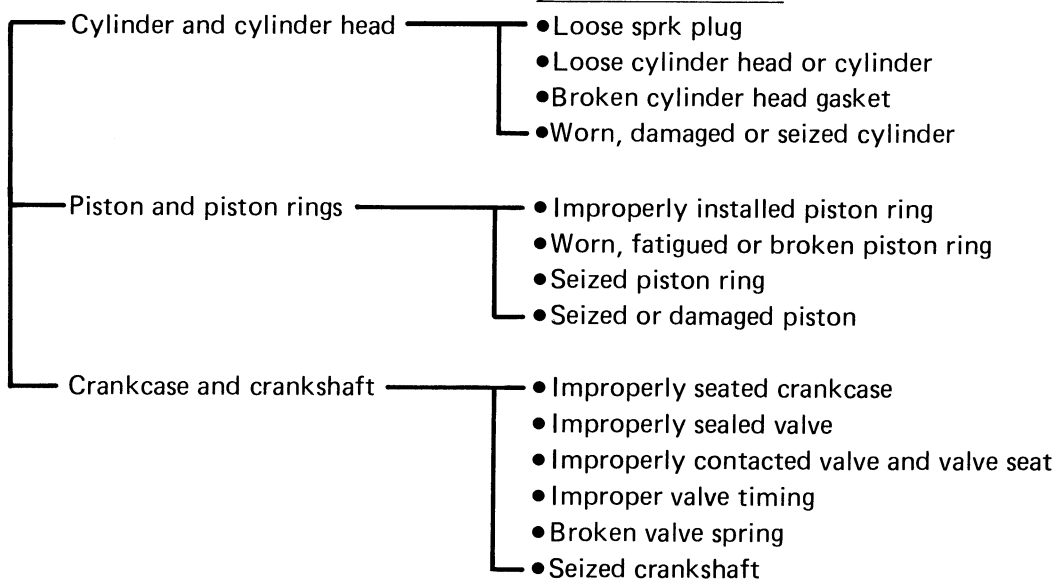 Cylinder and cylinder head
●Loose sprk plug
●Loose cylinder head or cylinder
●Broken cylinder head gasket
●Worn, damaged or seized cylinder
Piston and piston rings
●Improperly installed piston ring
●Worn, fatigued or broken piston ring
●Seized piston ring
●Seized or damaged piston
Crankcase and crankshaft
●Improperly seated crankcase
●Improperly sealed valve
●Improperly contacted valve and valve seat
●Improper valve timing
●Broken valve spring
●Seized crankshaft